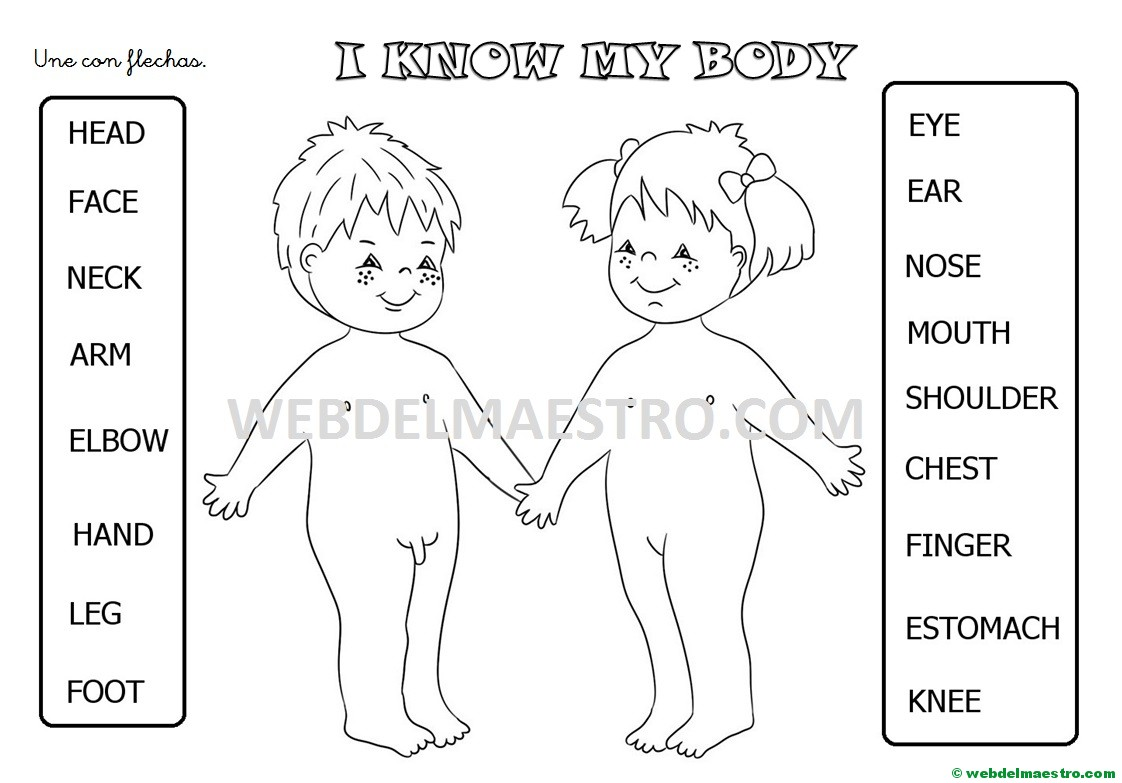 Une con flechas.
I KNOW MY BODY
HEAD
FACE
NECK
ARM
ELBOW
HAND
LEG
FOOT
EYE
EAR
NOSE
MOUTH
SHOULDER
CHEST
FINGER
ESTOMACH
KNEE
WEBDELMAESTRO.COM
© webdelmaestro.com